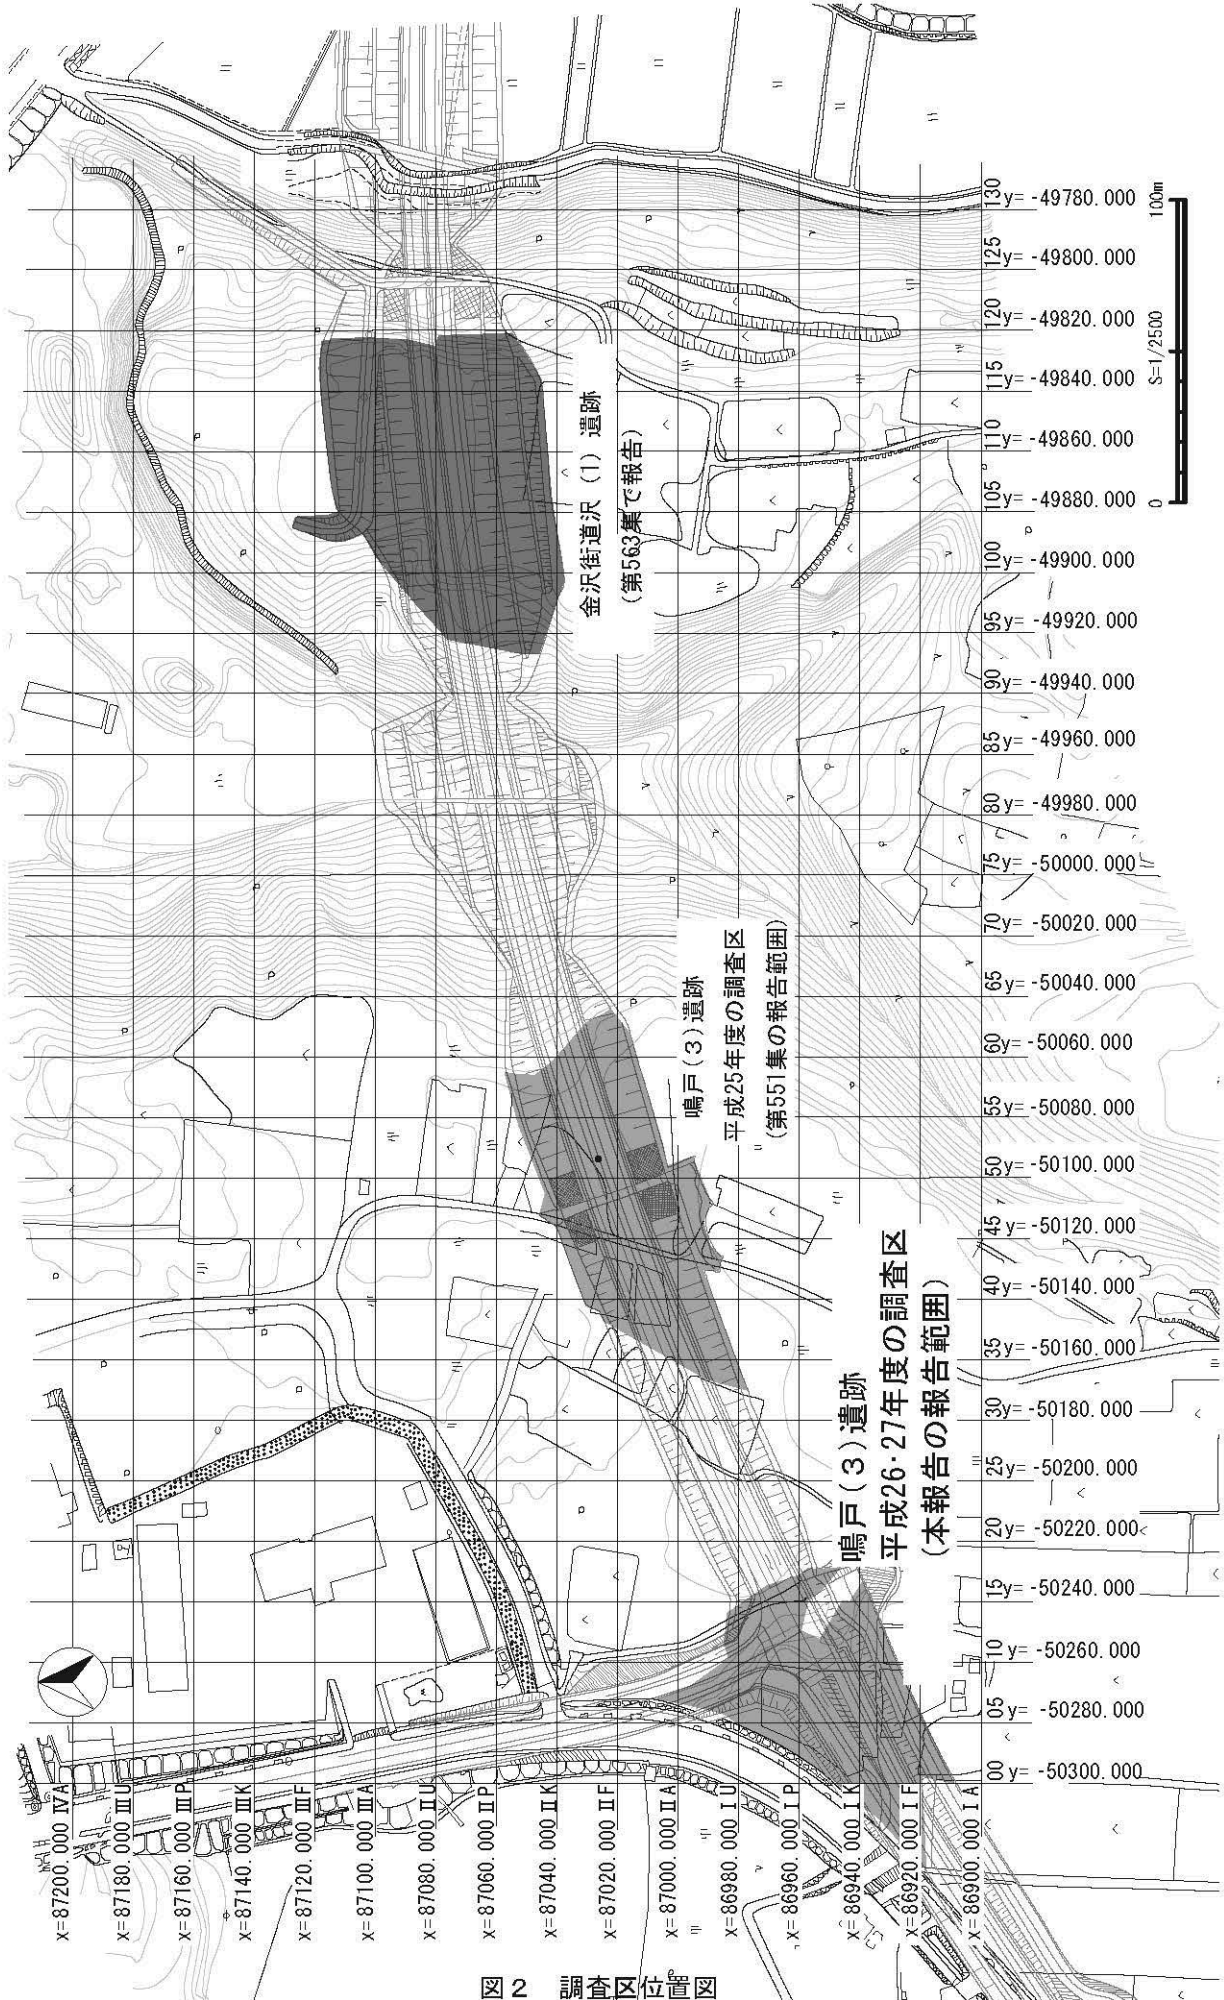 130 y= -49780.000
125 y= -49800.000
120 y= -49820.000
115 y= -49840.000
110 y= -49860.000
105 y= -49880.000
100 y= -49900.000
95 y= -49920.000
90 y= -49940.000
85 y= -49960.000
80 y= -49980.000
75 y= -50000.000
70 y= -50020.000
65 y= -50040.000
60 y= -50060.000
55 y= -50080.000
50 y= -50100.000
45 y= -50120.000
40 y= -50140.000
35 y= -50160.000
30 y= -50180.000
25 y= -50200.000
20 y= -50220.000
15 y= -50240.000
10 y= -50260.000
05 y= -50280.000
00 y= -50300.000
0 S=1/2500 100m
金沢街道沢（1）遺跡
(第563集で報告)
鳴戸(3)遺跡
平成25年度の調査区
(第551集の報告範囲)
鳴戸(3)遺跡
平成26・27年度の調査区
(本報告の報告範囲)
x=87200.000 ⅣA
x=87180.000 ⅢU
x=87160.000 ⅢP
x=87140.000 ⅢK
x=87120.000 ⅢF
x=87100.000 ⅢA
x=87080.000 ⅡU
x=87060.000 ⅡP
x=87040.000 ⅡK
x=87020.000 ⅡF
x=87000.000 ⅡA
x=86980.000 ⅠU
x=86960.000 ⅠP
x=86940.000 ⅠK
x=86920.000 ⅠF
x=86900.000 ⅠA
図2 調査区位置図